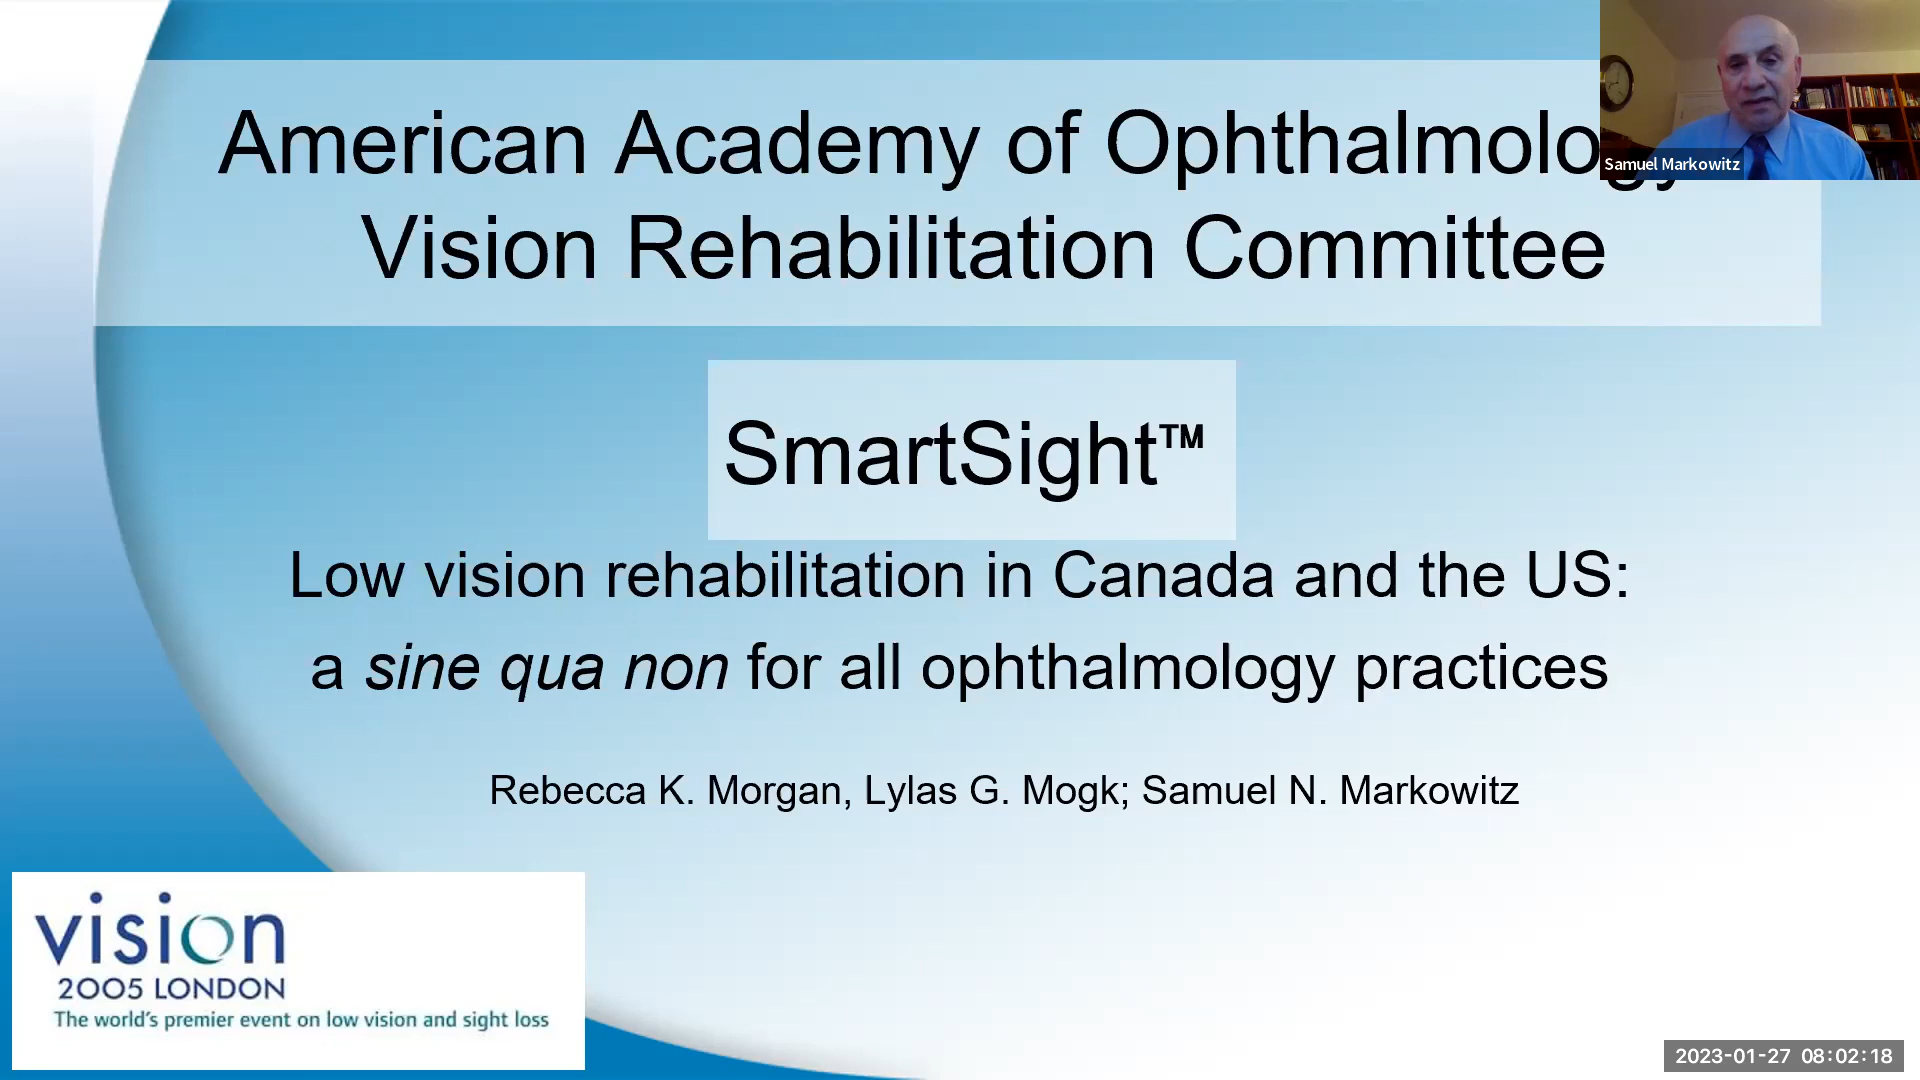 American Academy of Ophthalmology
Vision Rehabilitation Committee
Samuel Markowitz
SmartSight™
Low vision rehabilitation in Canada and the US:
a sine qua non for all ophthalmology practices
Rebecca K. Morgan, Lylas G. Mogk; Samuel N. Markowitz
vision
2005 LONDON
The world's premier event on low vision and sight loss
2023-01-27 08:02:18